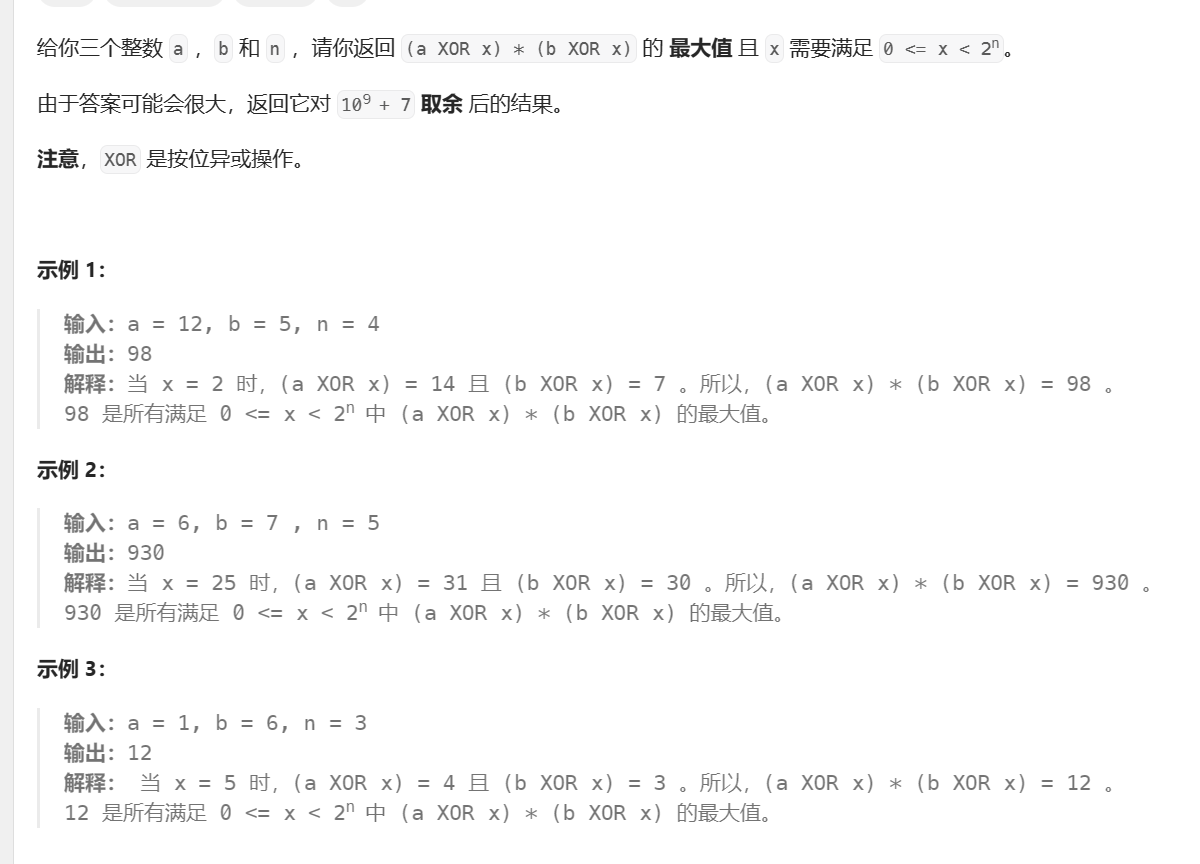 给你三个整数 a ，b 和 n ，请你返回 (a XOR x) * (b XOR x) 的 最大值 且 x 需要满足 0 <= x < 2ⁿ。
由于答案可能会很大，返回它对 10⁹ + 7 取余 后的结果。
注意，XOR 是按位异或操作。
示例 1：
输入：a = 12, b = 5, n = 4
输出：98
解释：当 x = 2 时，(a XOR x) = 14 且 (b XOR x) = 7 。所以，(a XOR x) * (b XOR x) = 98 。
98 是所有满足 0 <= x < 2ⁿ 中 (a XOR x) * (b XOR x) 的最大值。
示例 2：
输入：a = 6, b = 7 , n = 5
输出：930
解释：当 x = 25 时，(a XOR x) = 31 且 (b XOR x) = 30 。所以，(a XOR x) * (b XOR x) = 930 。
930 是所有满足 0 <= x < 2ⁿ 中 (a XOR x) * (b XOR x) 的最大值。
示例 3：
输入：a = 1, b = 6, n = 3
输出：12
解释： 当 x = 5 时，(a XOR x) = 4 且 (b XOR x) = 3 。所以，(a XOR x) * (b XOR x) = 12 。
12 是所有满足 0 <= x < 2ⁿ 中 (a XOR x) * (b XOR x) 的最大值。